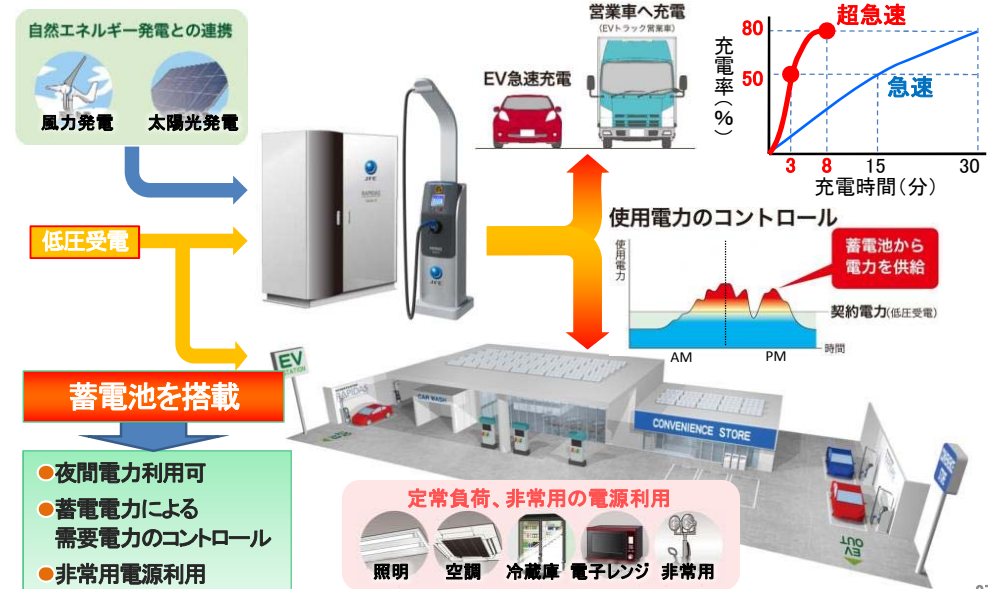 自然エネルギー発電との連携
風力発電
太陽光発電
低圧受電
JFE
RAPIDAS
JFE
営業車へ充電
(EVトラック営業車)
EV急速充電
充電率(%)
80
50
超急速
急速
3
8
15
30
充電時間(分)
使用電力のコントロール
使用電力
蓄電池から
電力を供給
契約電力(低圧受電)
時間
AM
PM
蓄電池を搭載
●夜間電力利用可
●蓄電電力による
需要電力のコントロール
●非常用電源利用
EV
STATION
RAPIDAS
CAR WASH
CONVENIENCE STORE
EV
OUT
定常負荷、非常用の電源利用
照明
空調
冷蔵庫
電子レンジ
非常用